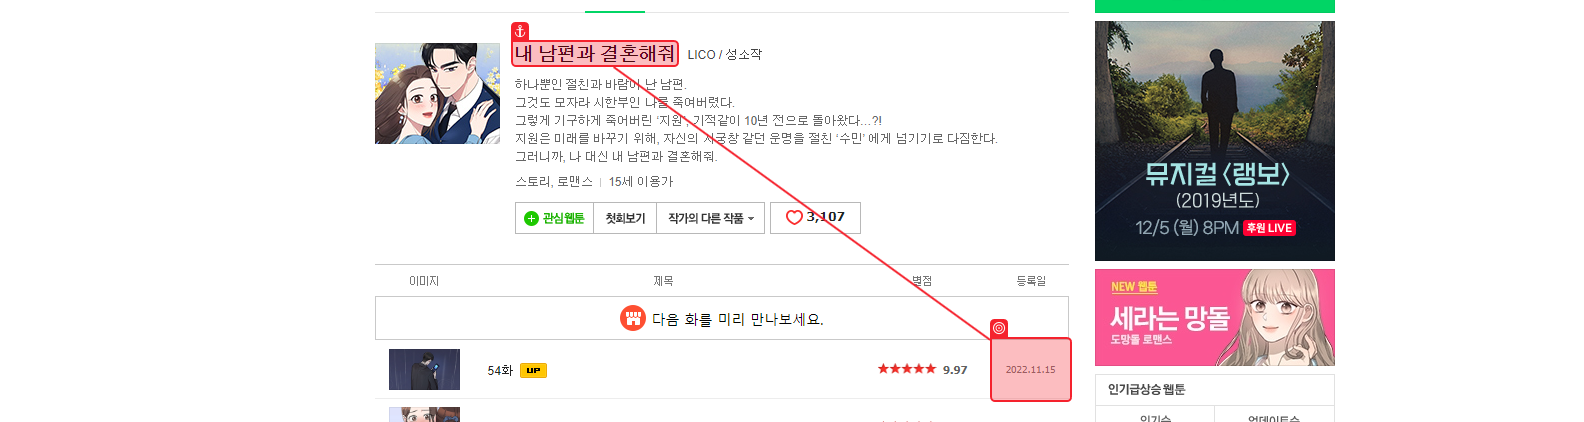 내 남편과 결혼해줘 LICO / 성소작
하나뿐인 절친과 바람이 난 남편.
그것도 모자라 시한부인 나를 죽여버렸다.
그렇게 기구하게 죽어버린 ‘지원’, 기적같이 10년 전으로 돌아왔다...?!
지원은 미래를 바꾸기 위해, 자신의 시궁창 같던 운명을 절친 ‘수민’ 에게 넘기기로 다짐한다.
그러니까, 나 대신 내 남편과 결혼해줘.
스토리, 로맨스 | 15세 이용가
관심웹툰 첫회보기 작가의 다른 작품 3,107
이미지 제목 별점 등록일
다음 화를 미리 만나보세요.
54화 UP 9.97 2022.11.15
뮤지컬 <랭보>
(2019년도)
12/5 (월) 8PM 후원 LIVE
NEW 웹툰
세라는 망돌
도망돌 로맨스
인기급상승 웹툰
인기순 업데이트순